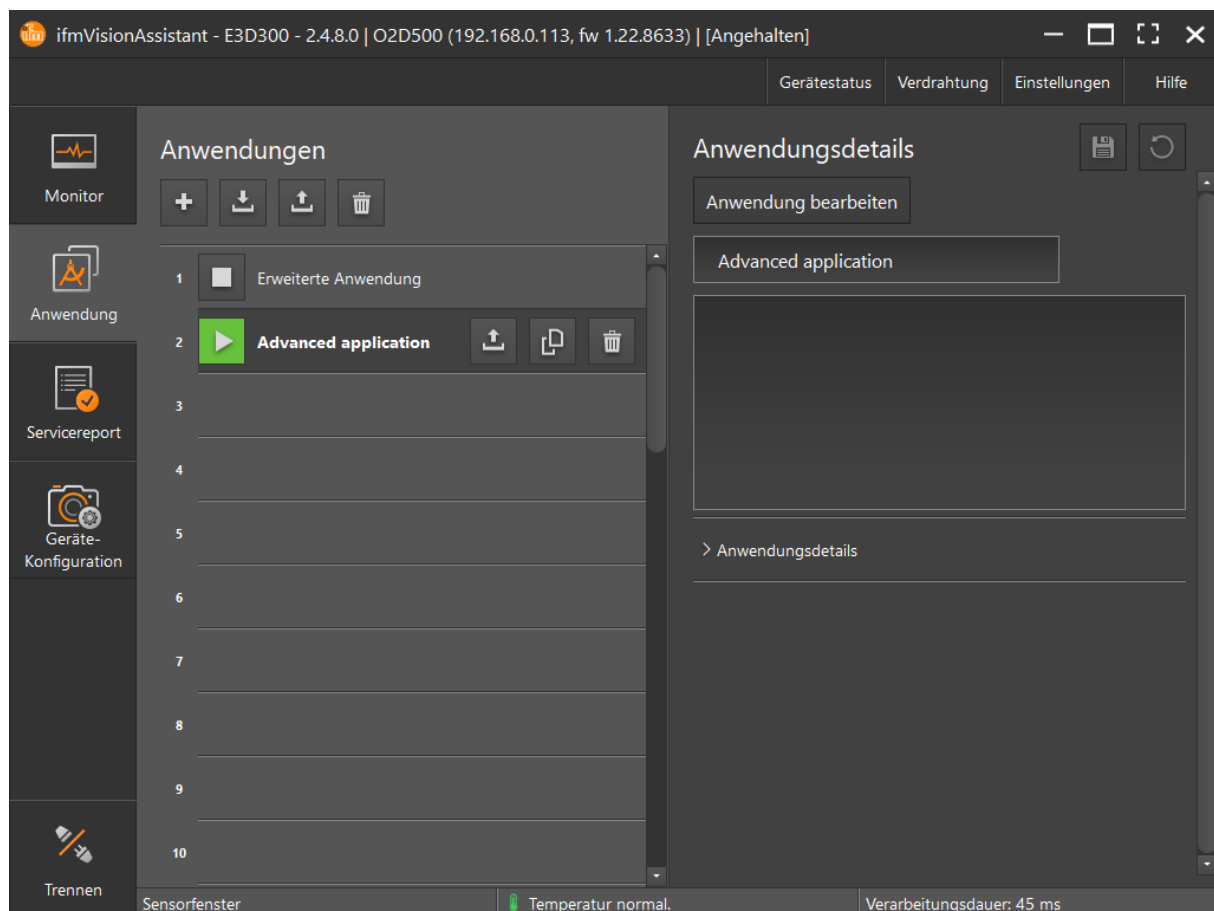 ifm ifmVisionAssistant - E3D300 - 2.4.8.0 | O2D500 (192.168.0.113, fw 1.22.8633) | [Angehalten]
Gerätestatus Verdrahtung Einstellungen Hilfe
Monitor
Anwendung
Servicereport
Geräte-
Konfiguration
Trennen
Anwendungen
1 Erweiterte Anwendung
2 Advanced application
3
4
5
6
7
8
9
10
Anwendungsdetails
Anwendung bearbeiten
Advanced application
Anwendungsdetails
Sensorfenster Temperatur normal. Verarbeitungsdauer: 45 ms